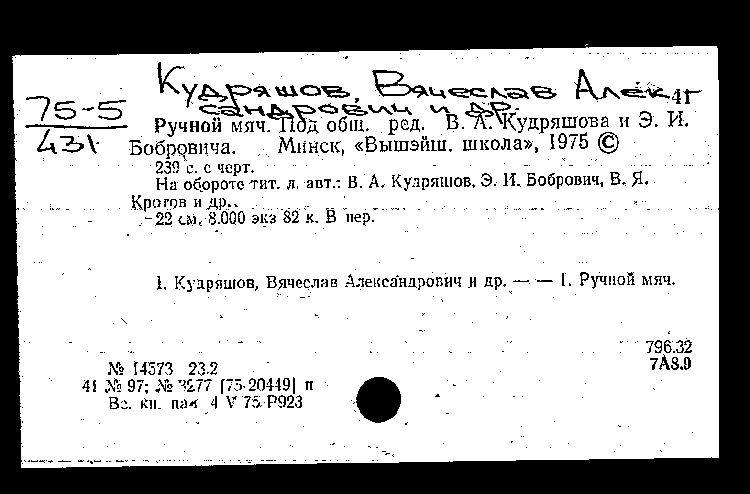 Кудряшов, Вячеслав Алек-
сандрович и др.
41
75-5
431
Ручной мяч. Под общ. ред. В. А. Кудряшова и Э. И.
Бобровича. Минск, «Вышэйш. школа», 1975 ©
239 с. с черт.
На обороте тит. л. авт.: В. А. Кудряшов, Э. И. Бобрович, В. Я.
Кротов и др.
22 см. 8.000 экз 82 к. В пер.
1. Кудряшов, Вячеслав Александрович и др. — — I. Ручной мяч.
796.32
7А8.9
№ 14573 23.2
41 № 97; № 3277 [75-20449] п
Вс. кн. пал 4 V 75 Р923